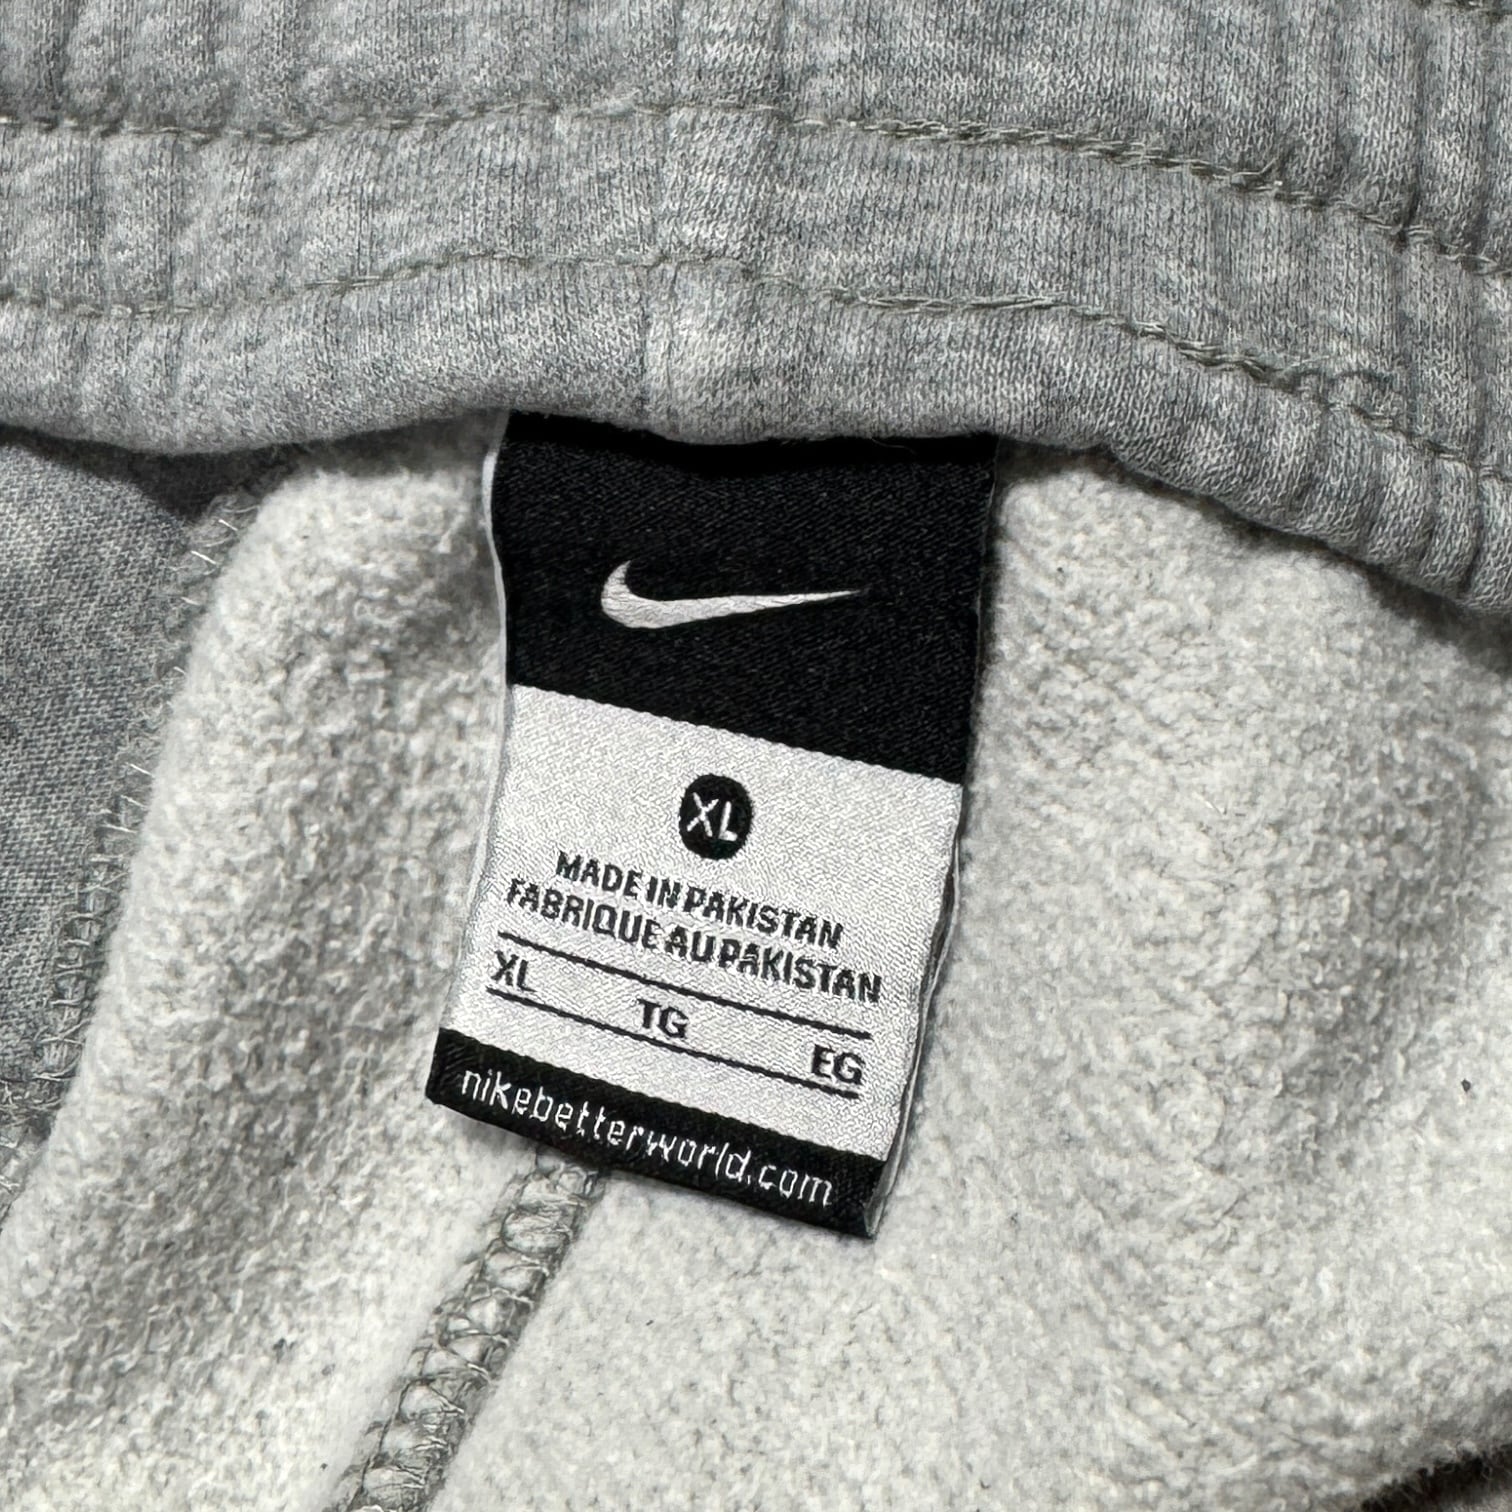 XL
MADE IN PAKISTAN
FABRIQUE AU PAKISTAN
XL TG EG
nikebetterworld.com